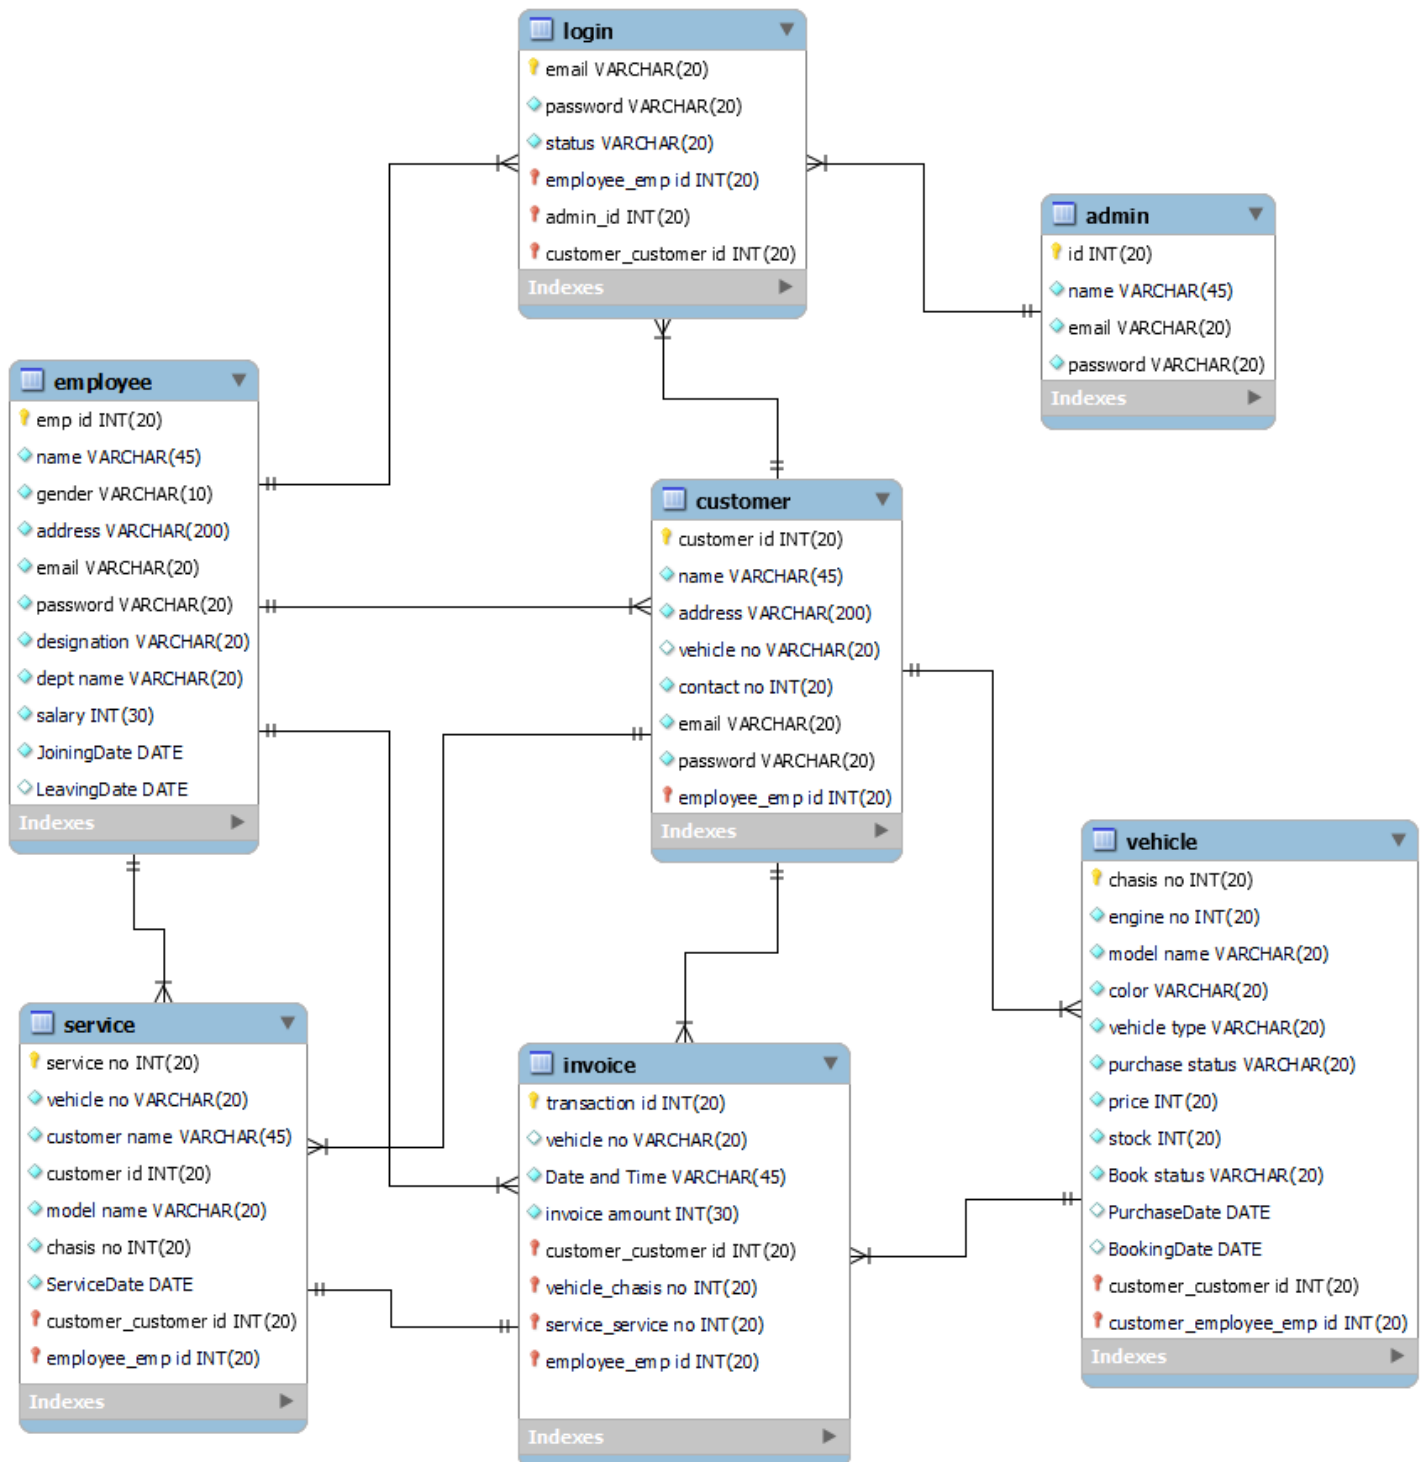 login
email VARCHAR(20)
password VARCHAR(20)
status VARCHAR(20)
employee_emp id INT(20)
admin_id INT(20)
customer_customer id INT(20)
Indexes
admin
id INT(20)
name VARCHAR(45)
email VARCHAR(20)
password VARCHAR(20)
Indexes
employee
emp id INT(20)
name VARCHAR(45)
gender VARCHAR(10)
address VARCHAR(200)
email VARCHAR(20)
password VARCHAR(20)
designation VARCHAR(20)
dept name VARCHAR(20)
salary INT(30)
JoiningDate DATE
LeavingDate DATE
Indexes
customer
customer id INT(20)
name VARCHAR(45)
address VARCHAR(200)
vehicle no VARCHAR(20)
contact no INT(20)
email VARCHAR(20)
password VARCHAR(20)
employee_emp id INT(20)
Indexes
vehicle
chasis no INT(20)
engine no INT(20)
model name VARCHAR(20)
color VARCHAR(20)
vehicle type VARCHAR(20)
purchase status VARCHAR(20)
price INT(20)
stock INT(20)
Book status VARCHAR(20)
PurchaseDate DATE
BookingDate DATE
customer_customer id INT(20)
customer_employee_emp id INT(20)
Indexes
service
service no INT(20)
vehicle no VARCHAR(20)
customer name VARCHAR(45)
customer id INT(20)
model name VARCHAR(20)
chasis no INT(20)
ServiceDate DATE
customer_customer id INT(20)
employee_emp id INT(20)
Indexes
invoice
transaction id INT(20)
vehicle no VARCHAR(20)
Date and Time VARCHAR(45)
invoice amount INT(30)
customer_customer id INT(20)
vehicle_chasis no INT(20)
service_service no INT(20)
employee_emp id INT(20)
Indexes